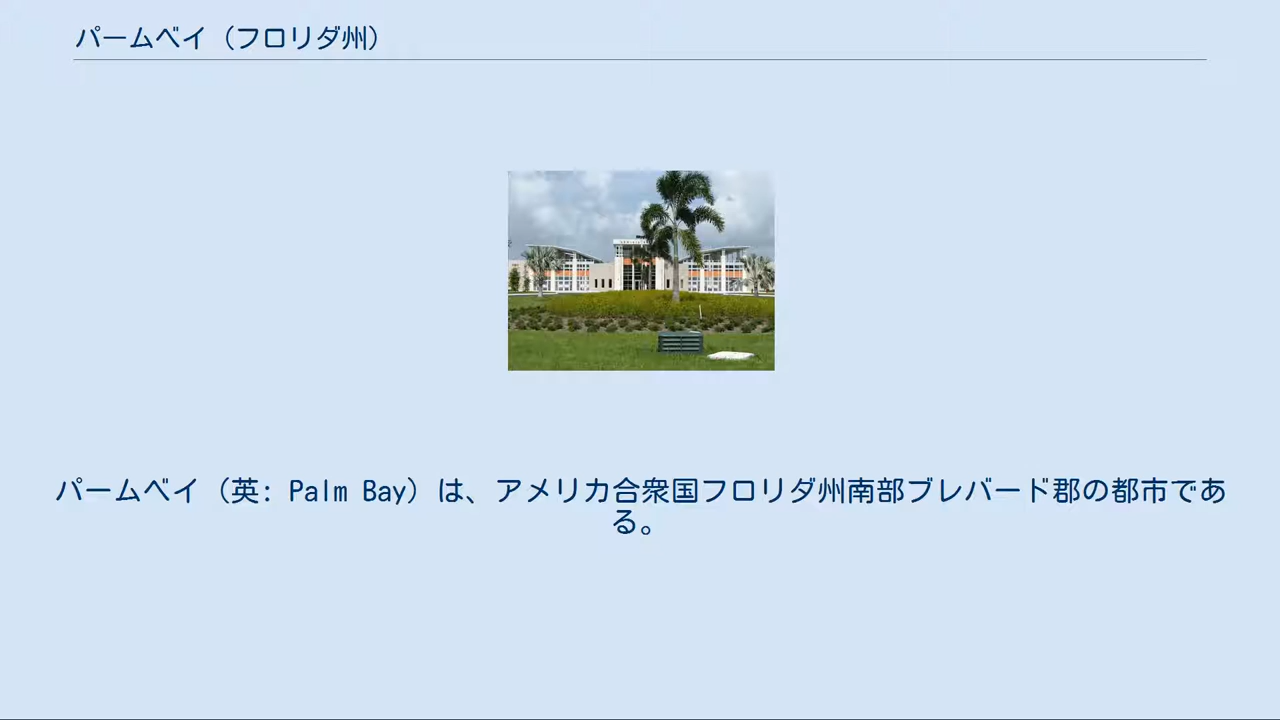 パームベイ（フロリダ州）
パームベイ（英: Palm Bay）は、アメリカ合衆国フロリダ州南部ブレバード郡の都市であ
る。